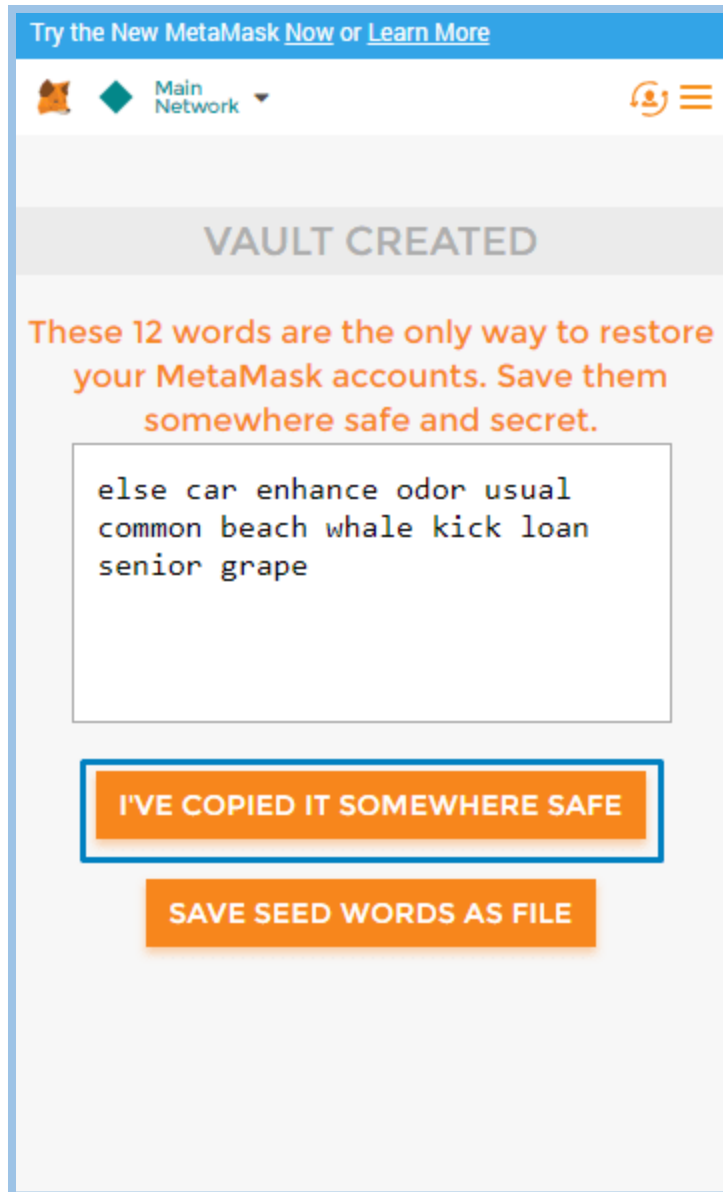 Try the New MetaMask Now or Learn More
Main
Network
VAULT CREATED
These 12 words are the only way to restore
your MetaMask accounts. Save them
somewhere safe and secret.
else car enhance odor usual
common beach whale kick loan
senior grape
I'VE COPIED IT SOMEWHERE SAFE
SAVE SEED WORDS AS FILE